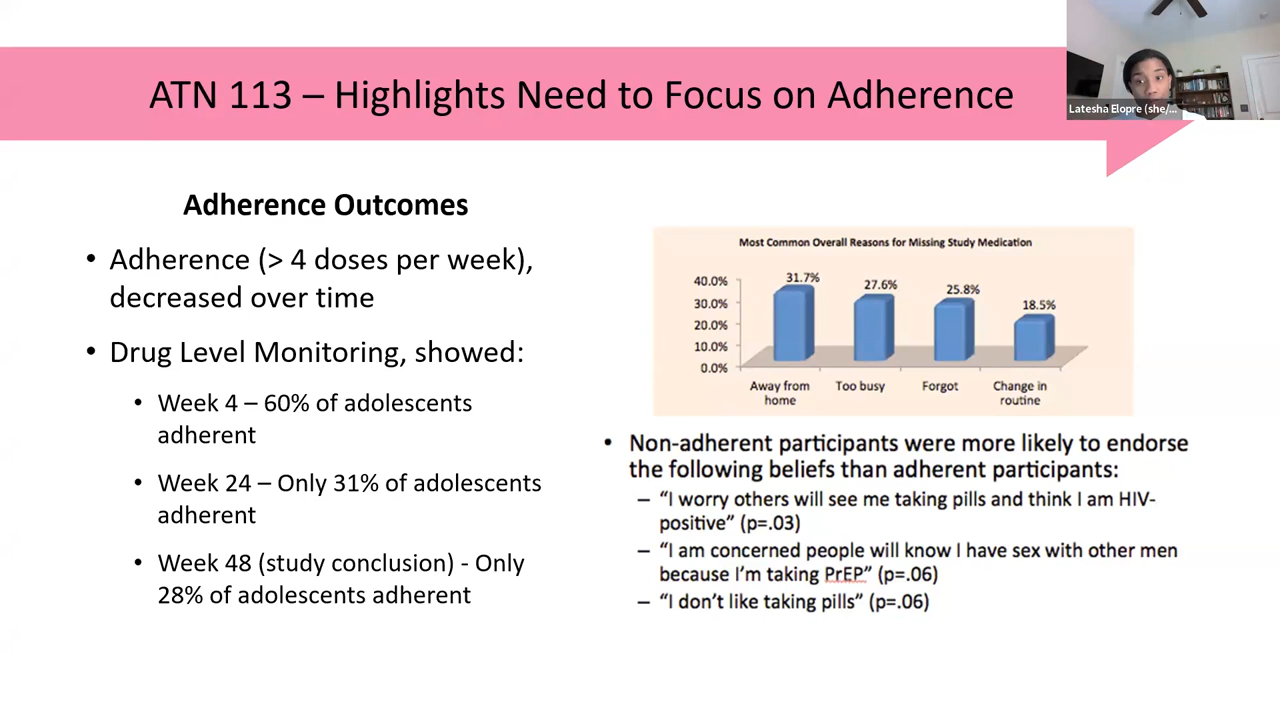 ATN 113 – Highlights Need to Focus on Adherence
Latesha Elopre (she/...
Adherence Outcomes
• Adherence (> 4 doses per week),
decreased over time
• Drug Level Monitoring, showed:
• Week 4 – 60% of adolescents
adherent
• Week 24 – Only 31% of adolescents
adherent
• Week 48 (study conclusion) - Only
28% of adolescents adherent
Most Common Overall Reasons for Missing Study Medication
40.0%
30.0%
20.0%
10.0%
0.0%
31.7%
27.6%
25.8%
18.5%
Away from
home
Too busy
Forgot
Change in
routine
• Non-adherent participants were more likely to endorse
the following beliefs than adherent participants:
– “I worry others will see me taking pills and think I am HIV-
positive” (p=.03)
– “I am concerned people will know I have sex with other men
because I’m taking PrEP” (p=.06)
– “I don’t like taking pills” (p=.06)